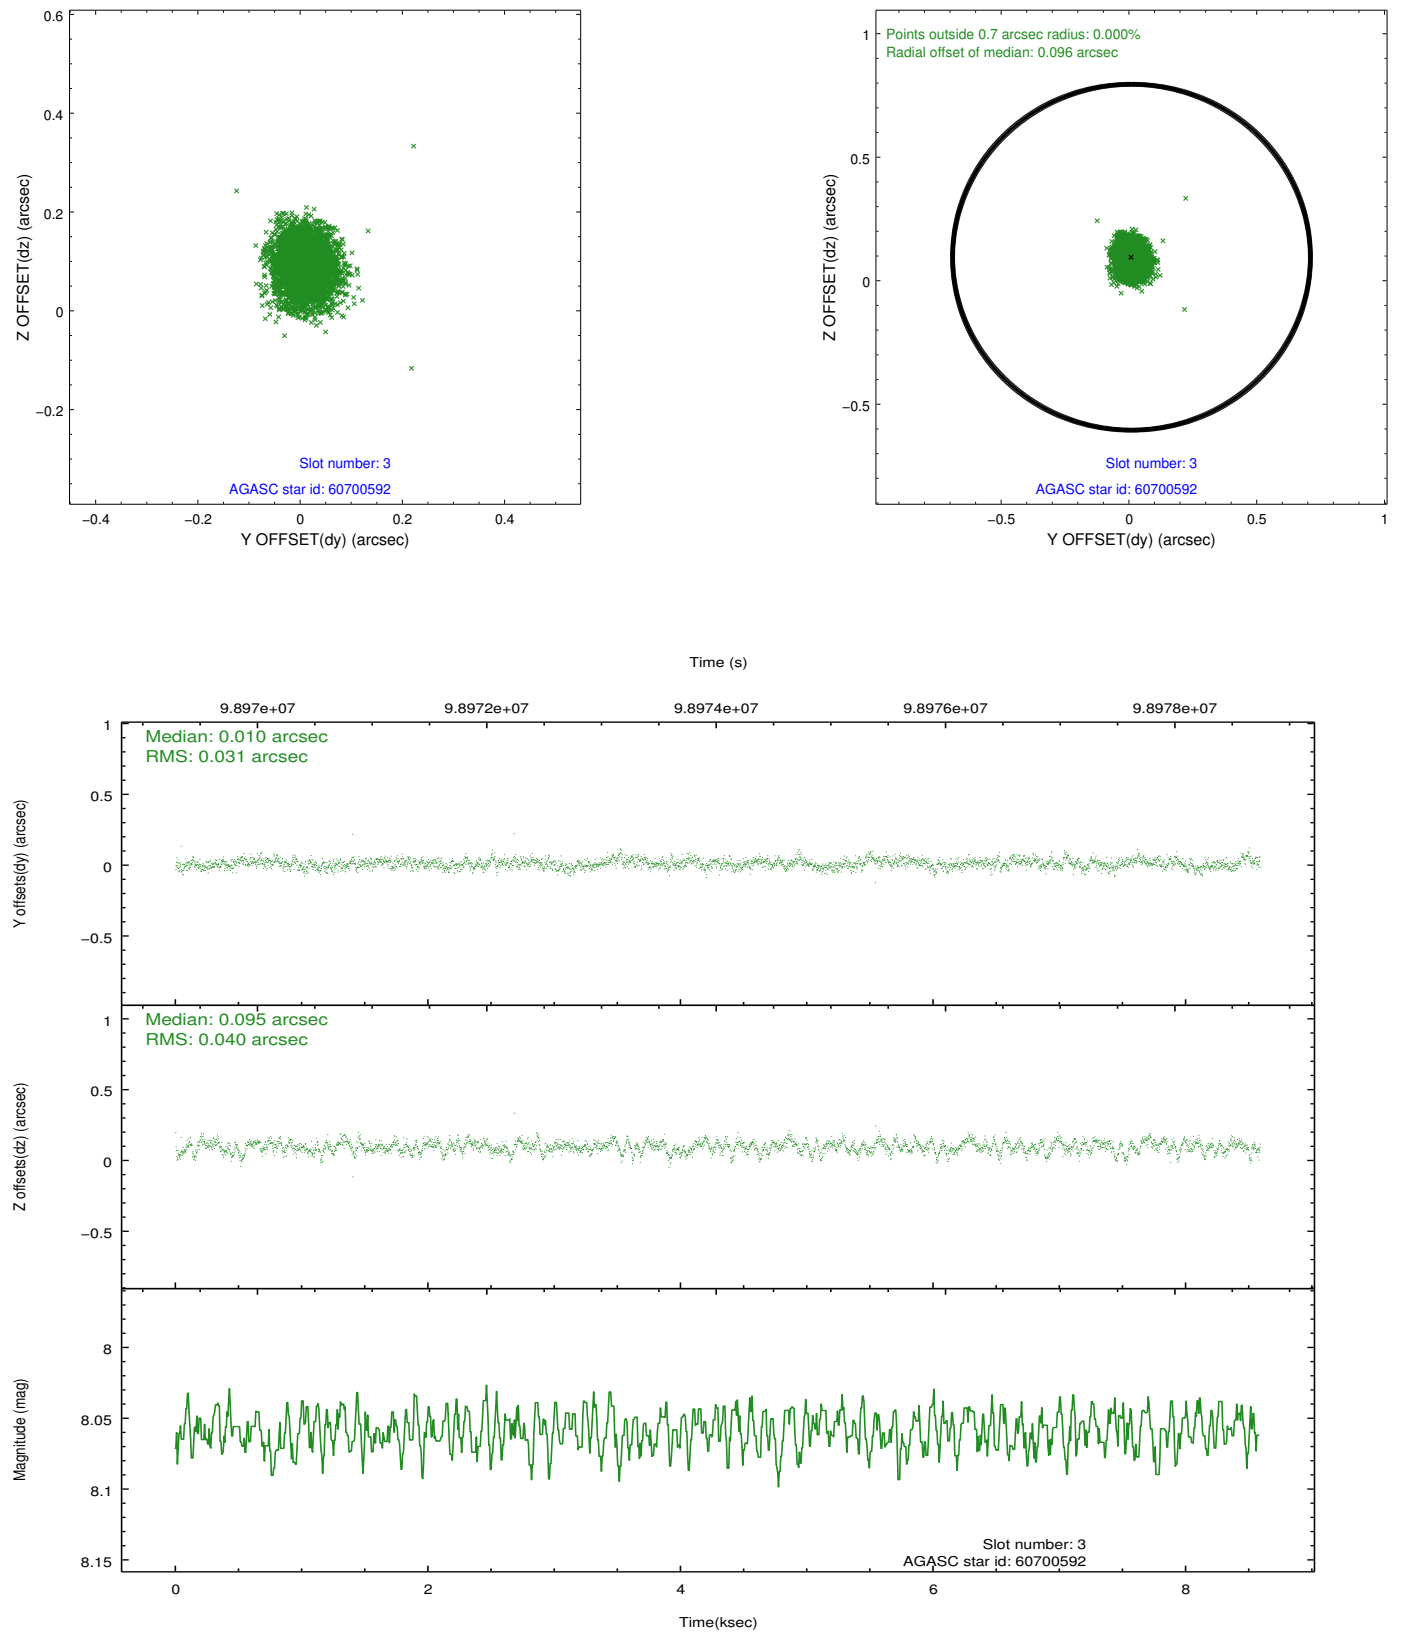 0.6
0.4
0.2
0
−0.2
Z OFFSET(dz) (arcsec)
Slot number: 3
AGASC star id: 60700592
−0.4 −0.2 0 0.2 0.4
Y OFFSET(dy) (arcsec)
Points outside 0.7 arcsec radius: 0.000%
Radial offset of median: 0.096 arcsec
1
0.5
0
−0.5
Z OFFSET(dz) (arcsec)
Slot number: 3
AGASC star id: 60700592
−0.5 0 0.5 1
Y OFFSET(dy) (arcsec)
Time (s)
9.897e+07 9.8972e+07 9.8974e+07 9.8976e+07 9.8978e+07
Median: 0.010 arcsec
RMS: 0.031 arcsec
1
0.5
0
−0.5
Y offsets(dy) (arcsec)
Median: 0.095 arcsec
RMS: 0.040 arcsec
1
0.5
0
−0.5
Z offsets(dz) (arcsec)
8
8.05
8.1
8.15
Magnitude (mag)
Slot number: 3
AGASC star id: 60700592
0 2 4 6 8
Time(ksec)